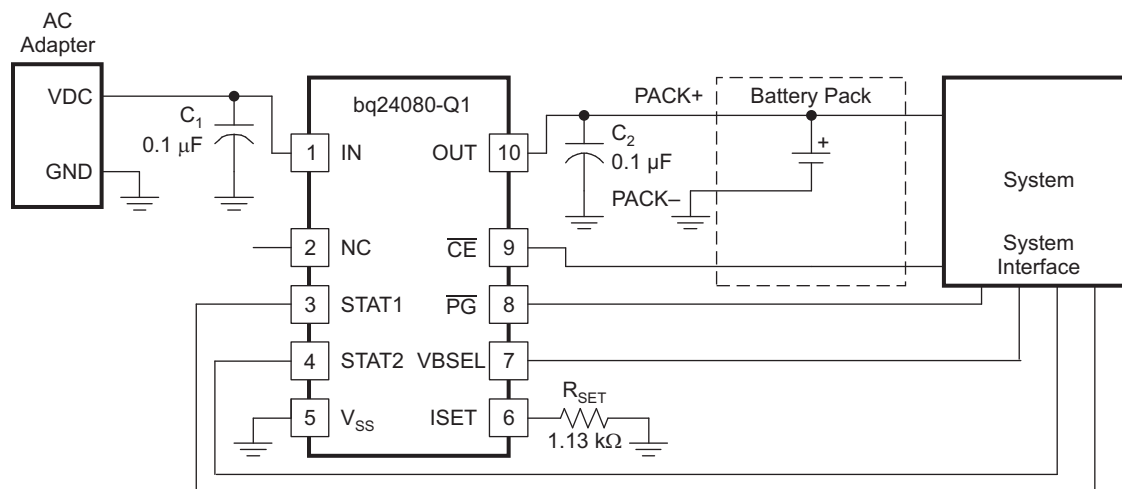 AC
Adapter
VDC
GND
C1
0.1 μF
bq24080-Q1
1 IN
OUT 10
2 NC
CE 9
3 STAT1
PG 8
4 STAT2
VBSEL 7
5 VSS
ISET 6
C2
0.1 μF
PACK+
PACK–
Battery Pack
+
System
System
Interface
RSET
1.13 kΩ